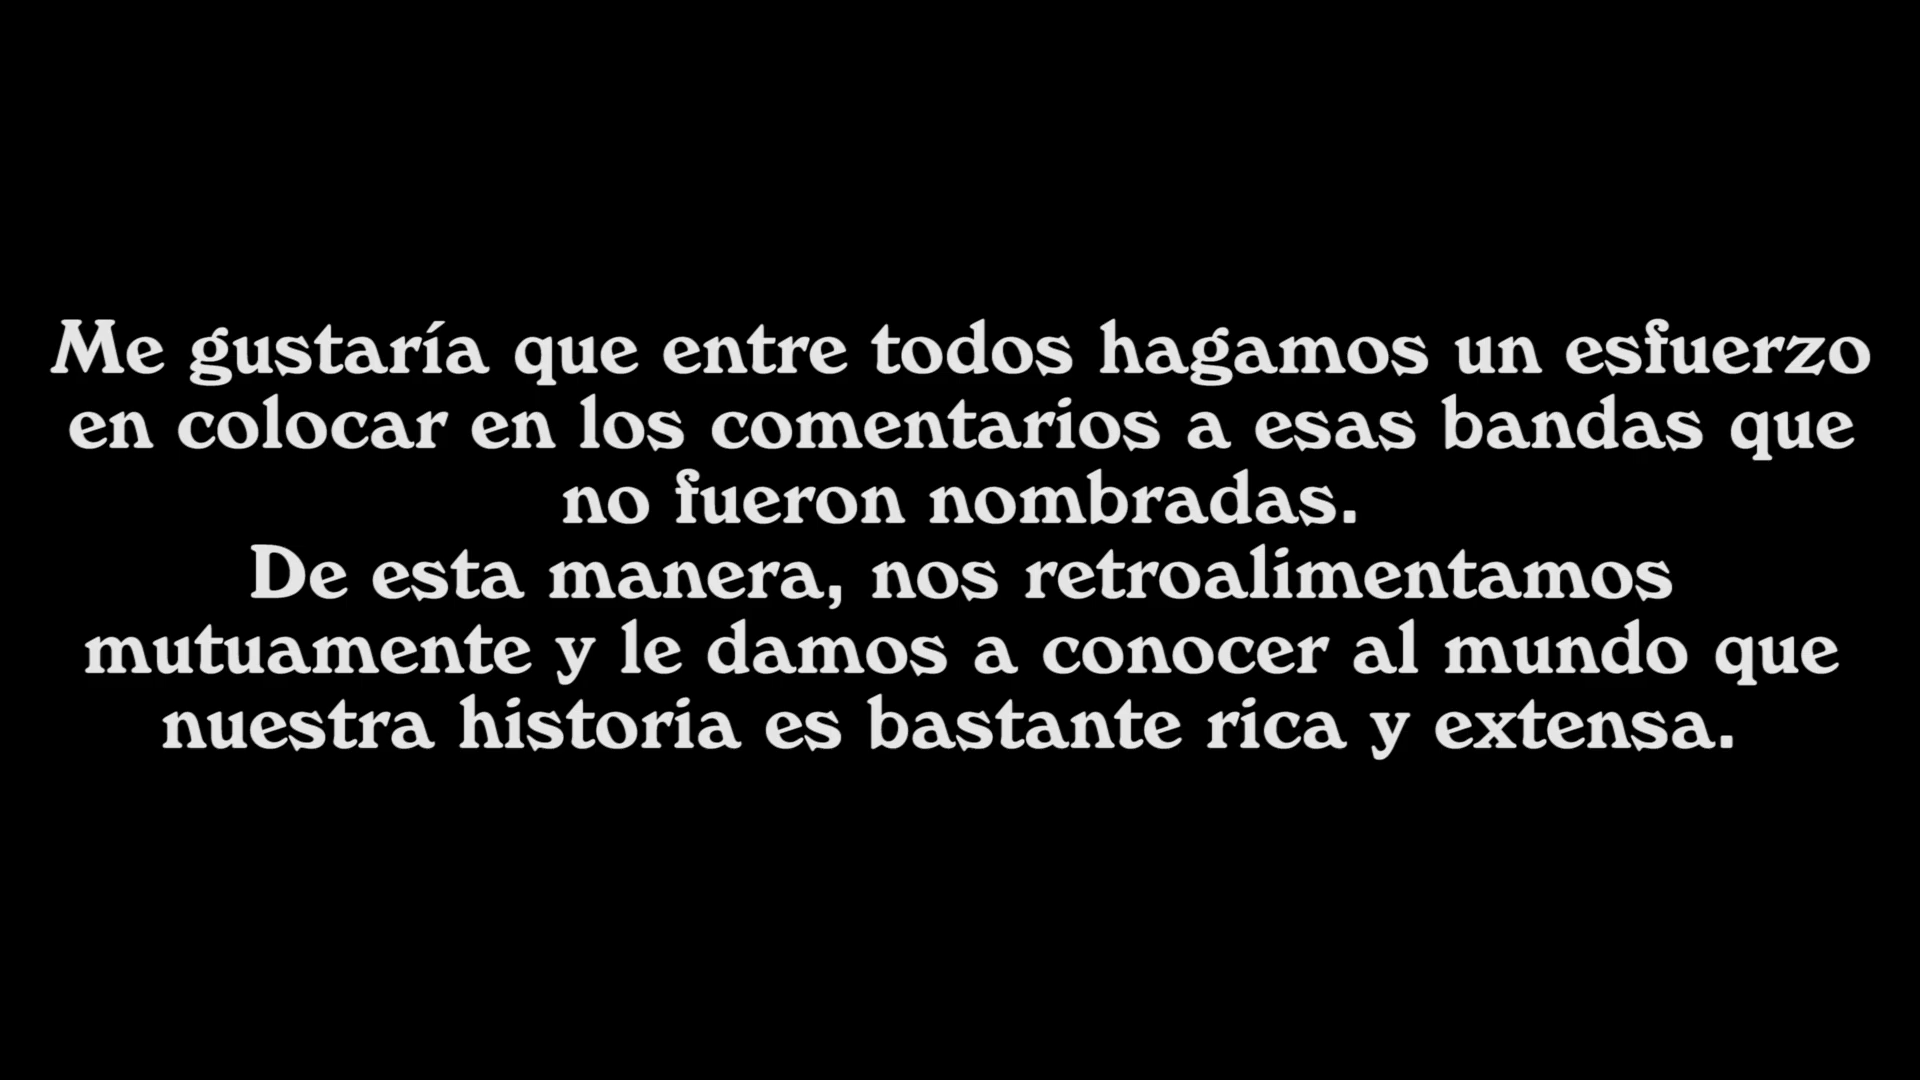 Me gustaría que entre todos hagamos un esfuerzo
en colocar en los comentarios a esas bandas que
no fueron nombradas.
De esta manera, nos retroalimentamos
mutuamente y le damos a conocer al mundo que
nuestra historia es bastante rica y extensa.